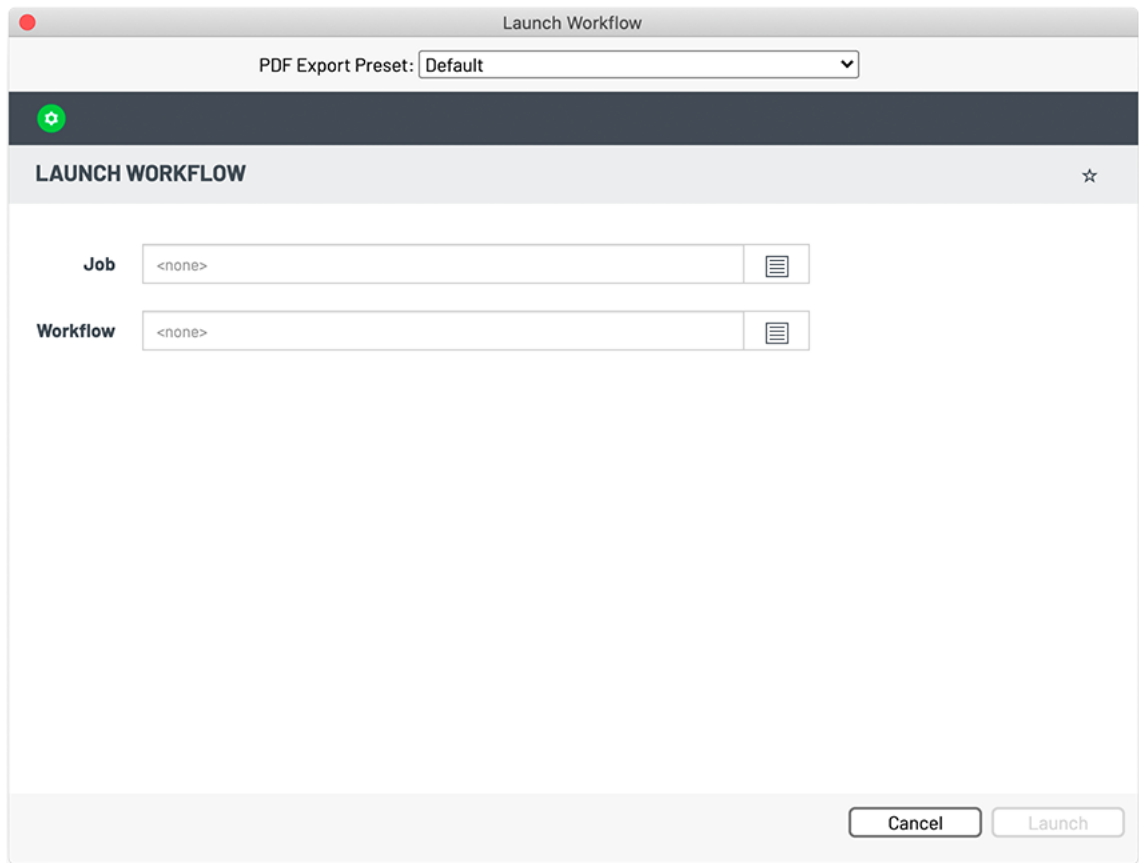 Launch Workflow
PDF Export Preset: Default
LAUNCH WORKFLOW
Job <none>
Workflow <none>
Cancel Launch